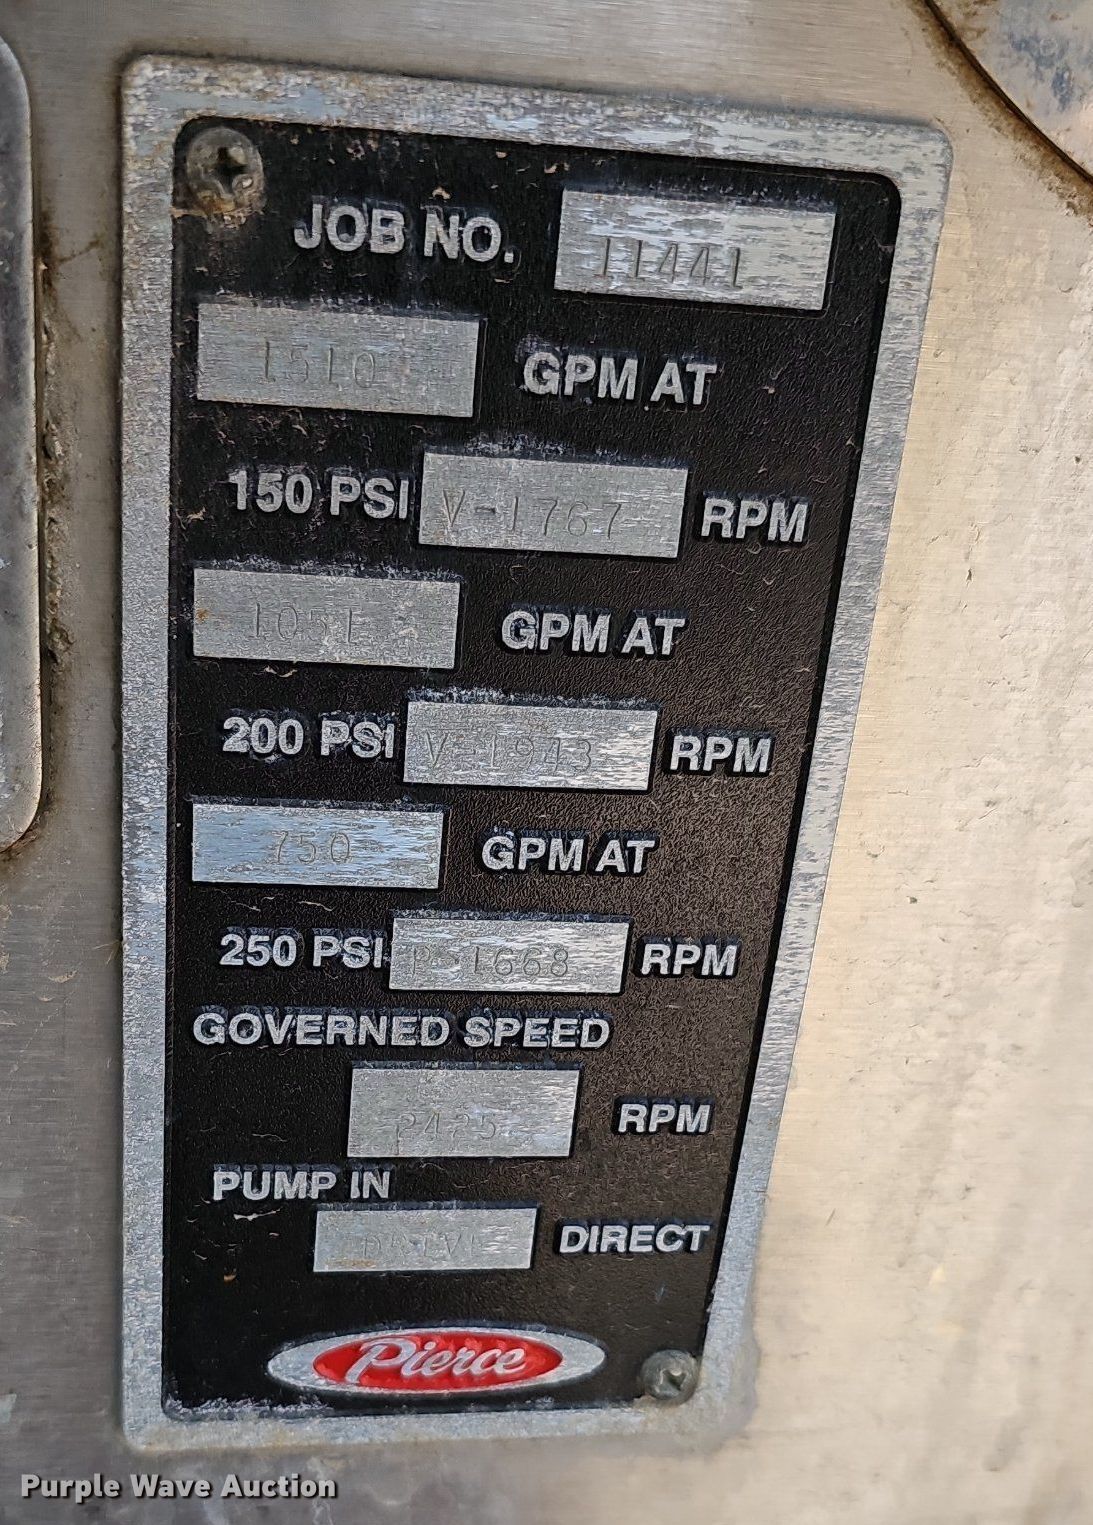 JOB NO. 11441
1510 GPM AT
150 PSI V-1767 RPM
1051 GPM AT
200 PSI V-1943 RPM
750 GPM AT
250 PSI P-1668 RPM
GOVERNED SPEED
2425 RPM
PUMP IN
DRIVE DIRECT
Pierce
Purple Wave Auction